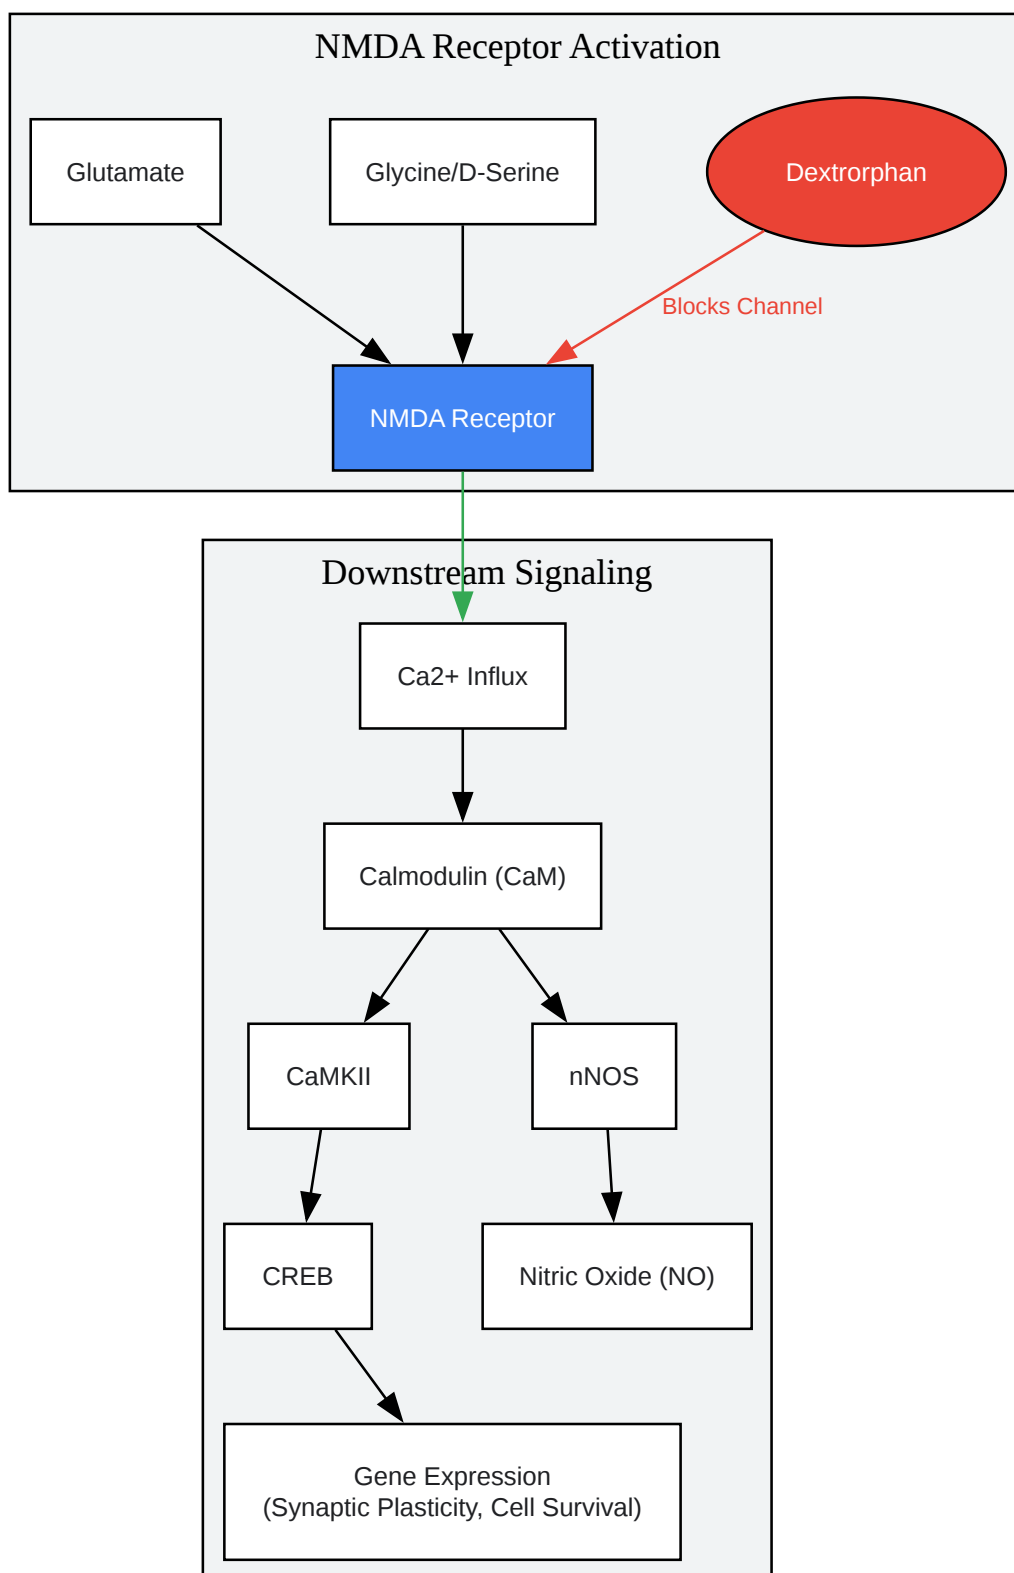 NMDA Receptor Activation
Glutamate
Glycine/D-Serine
Dextrorphan
Blocks Channel
NMDA Receptor
Downstream Signaling
Ca2+ Influx
Calmodulin (CaM)
CaMKII
nNOS
CREB
Nitric Oxide (NO)
Gene Expression
(Synaptic Plasticity, Cell Survival)